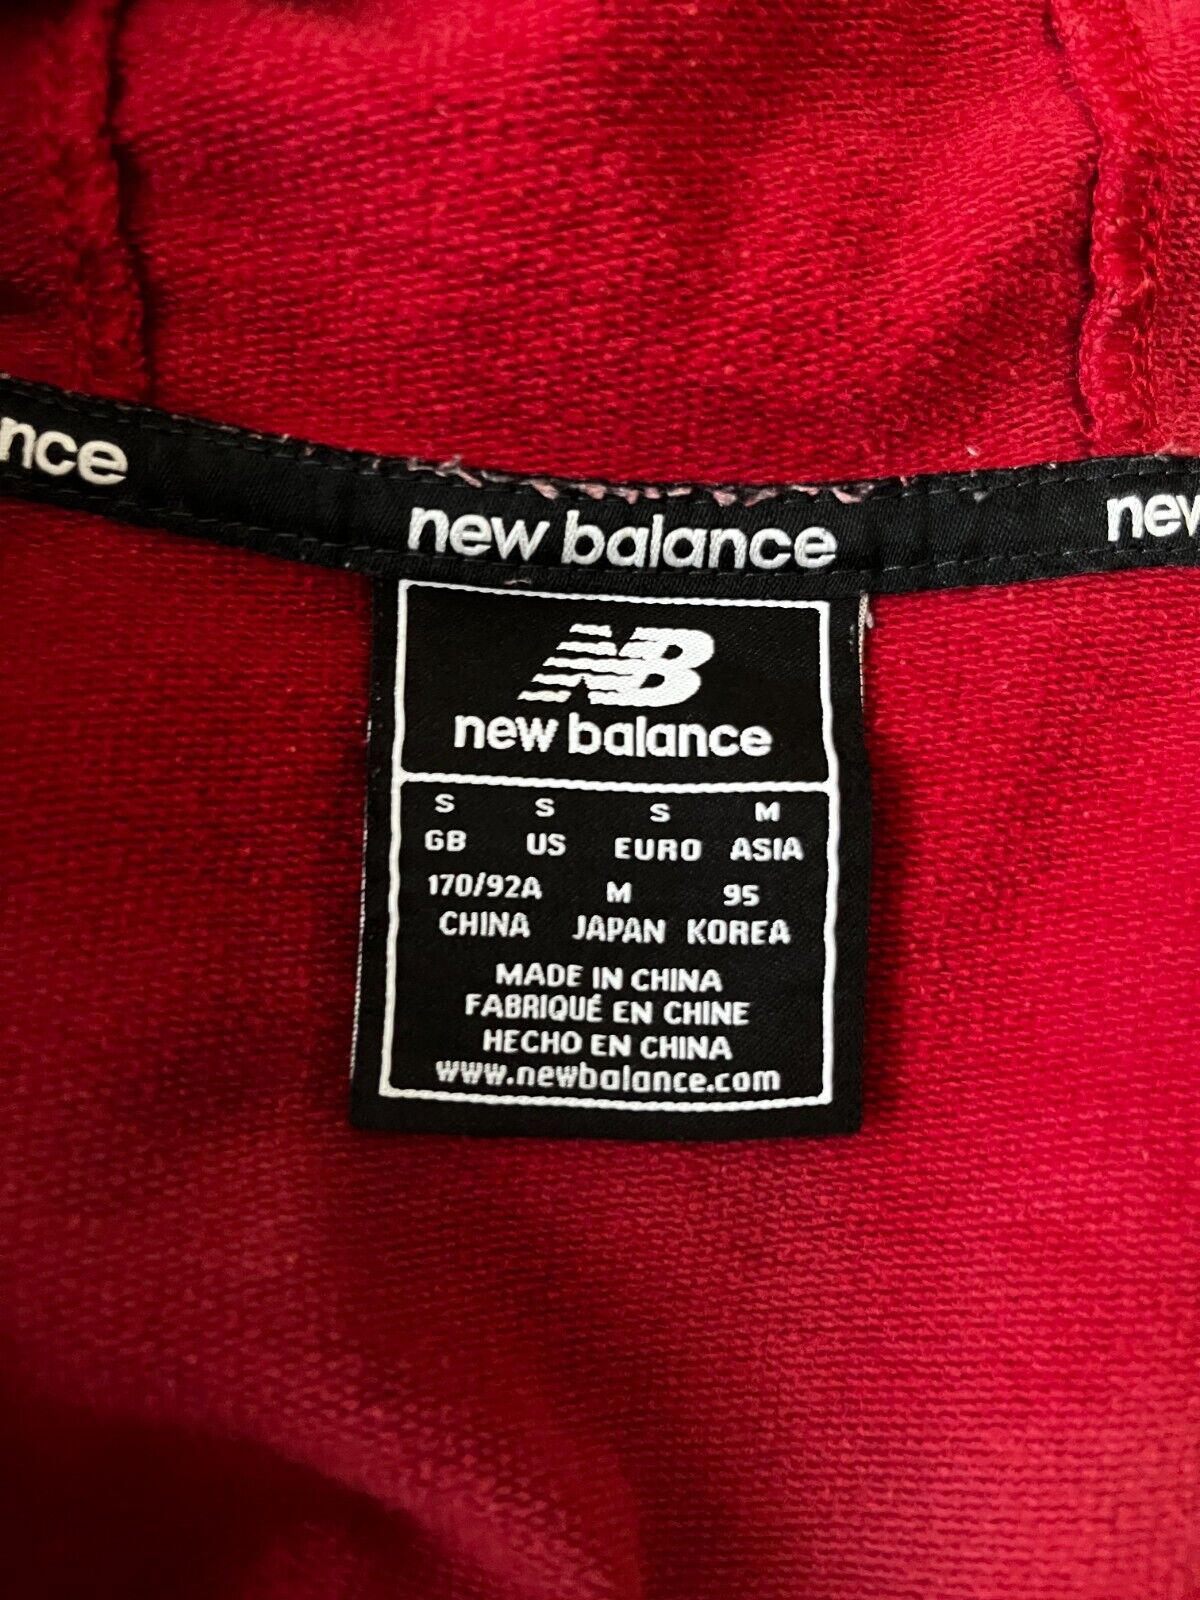 nce new balance new
NB
new balance
S S S M
GB US EURO ASIA
170/92A M 95
CHINA JAPAN KOREA
MADE IN CHINA
FABRIQUÉ EN CHINE
HECHO EN CHINA
www.newbalance.com